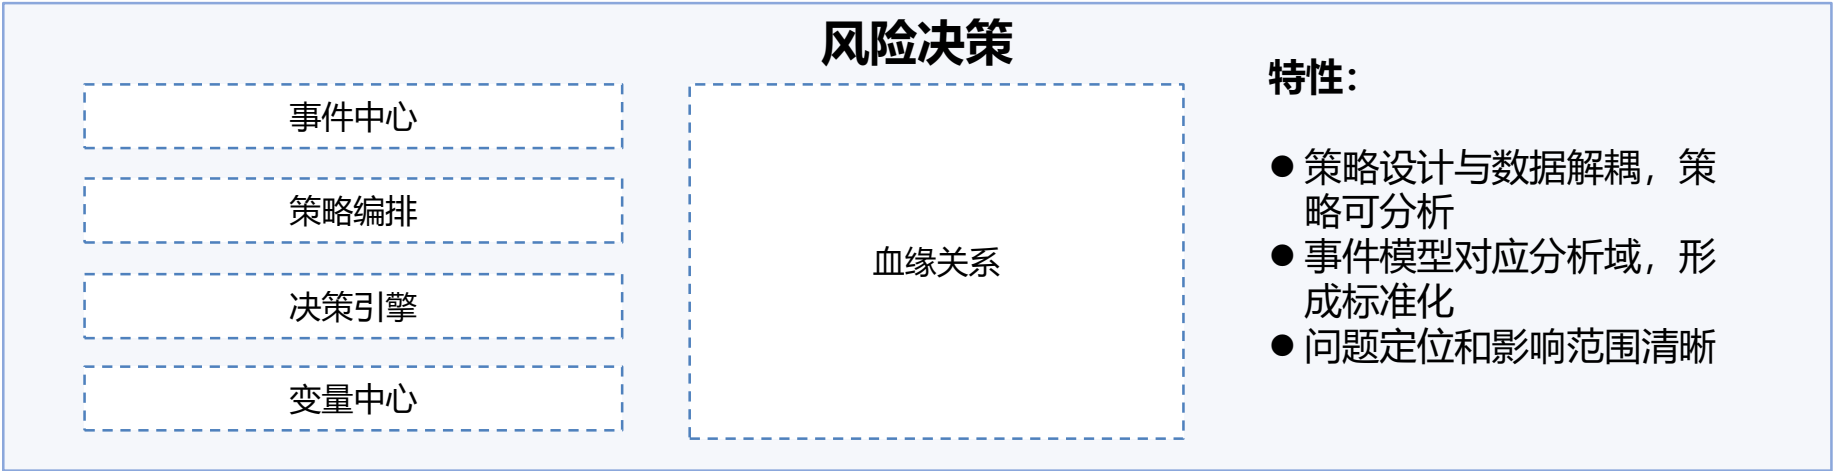 风险决策
事件中心
策略编排
决策引擎
变量中心
血缘关系
特性：
● 策略设计与数据解耦，策
略可分析
● 事件模型对应分析域，形
成标准化
● 问题定位和影响范围清晰